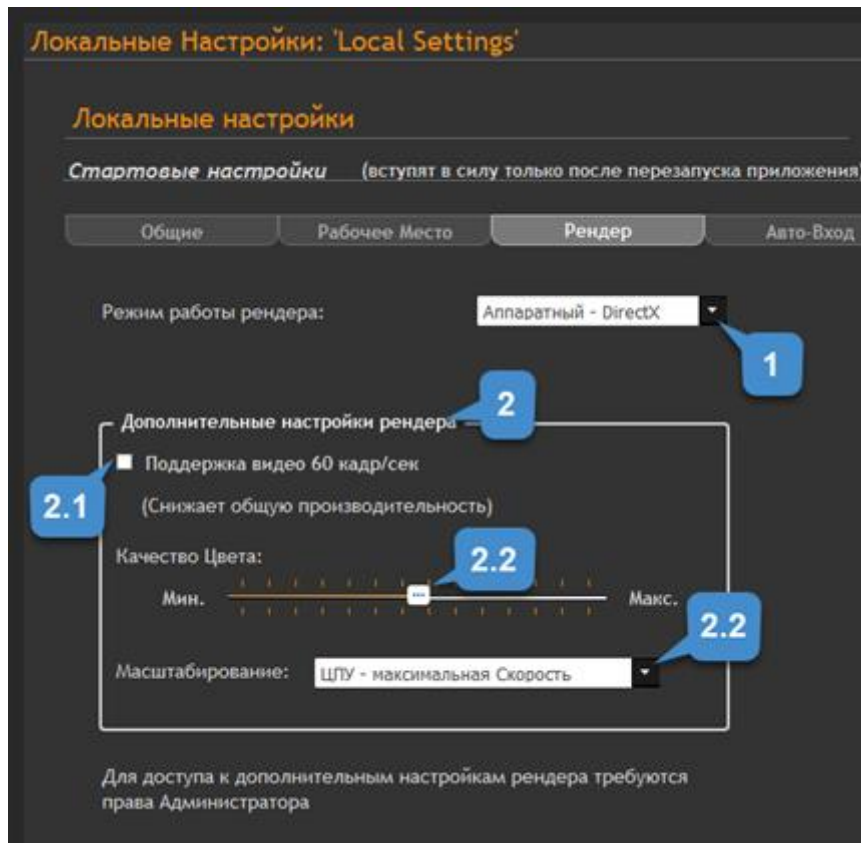 Локальные Настройки: 'Local Settings'
Локальные настройки
Стартовые настройки (вступят в силу только после перезапуска приложения)
Общие Рабочее Место Рендер Авто-Вход
Режим работы рендера: Аппаратный - DirectX
1
Дополнительные настройки рендера 2
Поддержка видео 60 кадр/сек
2.1 (Снижает общую производительность)
Качество Цвета: 2.2
Мин. Макс.
2.2
Масштабирование: ЦПУ - максимальная Скорость
Для доступа к дополнительным настройкам рендера требуются
права Администратора